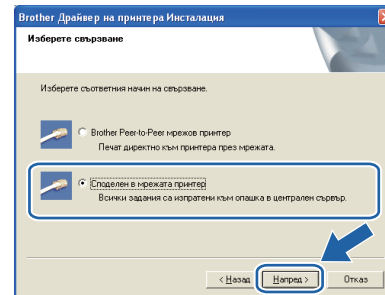 Brother Драйвер на принтера Инсталация
Изберете свързване
Изберете съответния начин на свързване.
Brother Peer-to-Peer мрежов принтер
Печат директно към принтера през мрежата.
Споделен в мрежата принтер
Всички задания са изпратени към опашка в централен сървър.
< Назад Напред > Отказ